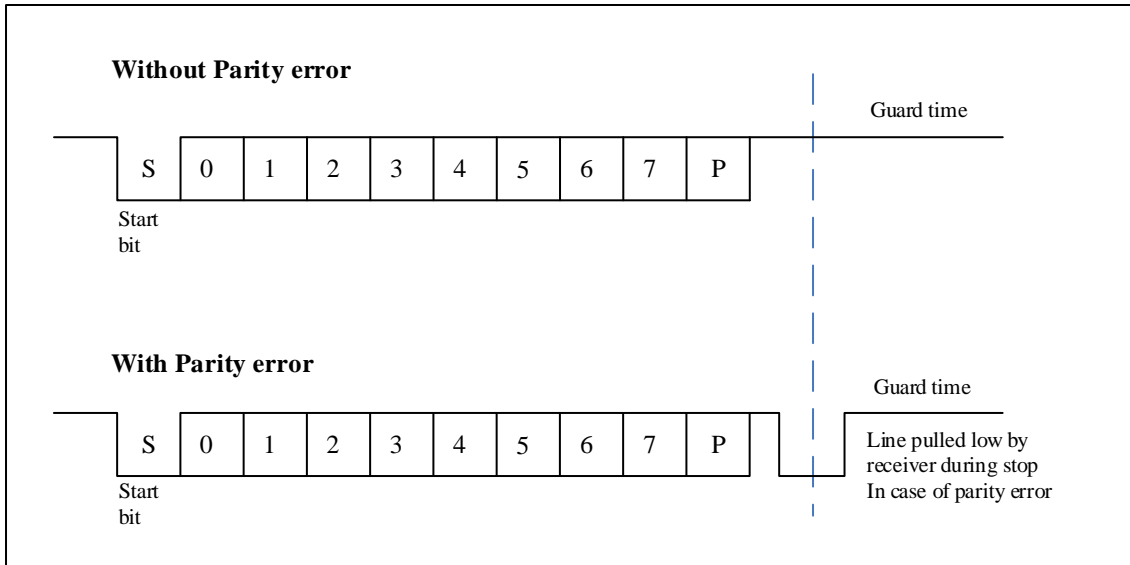 Without Parity error
Guard time
S 0 1 2 3 4 5 6 7 P
Start
bit
With Parity error
Guard time
S 0 1 2 3 4 5 6 7 P
Line pulled low by
receiver during stop
In case of parity error
Start
bit